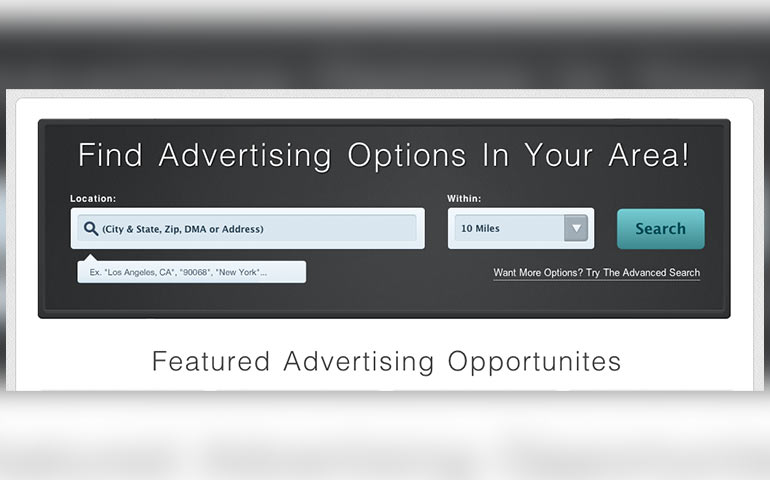 Find Advertising Options In Your Area!
Location:
Within:
(City & State, Zip, DMA or Address)
10 Miles
Search
Ex. "Los Angeles, CA", "90068", "New York"...
Want More Options? Try The Advanced Search
Featured Advertising Opportunites